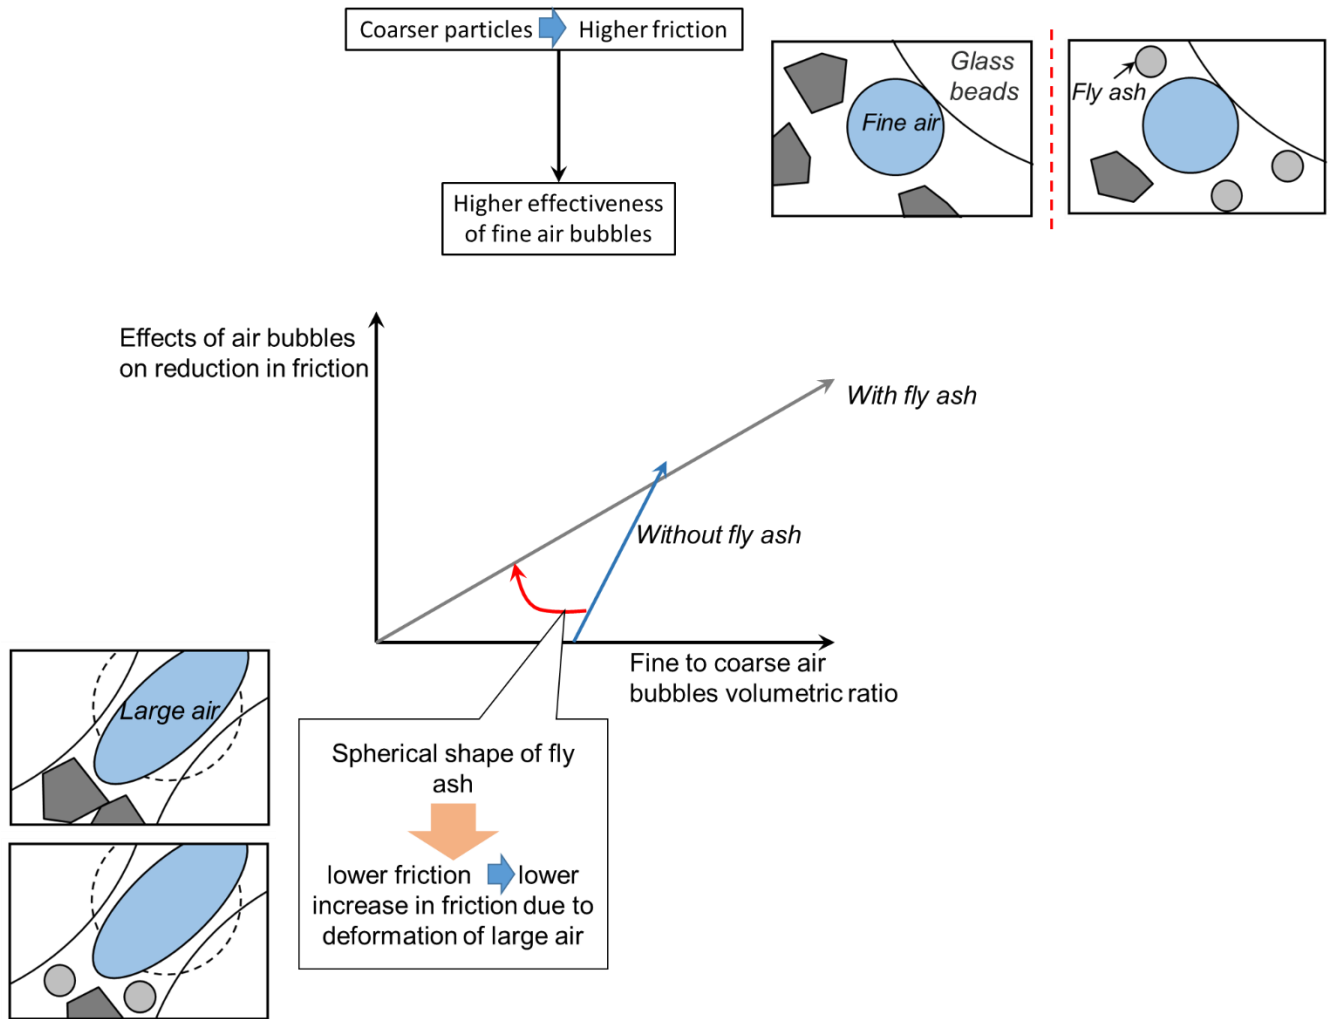 Coarser particles Higher friction
Higher effectiveness
of fine air bubbles
Fine air
Glass
beads
Fly ash
Effects of air bubbles
on reduction in friction
With fly ash
Without fly ash
Fine to coarse air
bubbles volumetric ratio
Large air
Spherical shape of fly
ash
lower friction lower
increase in friction due to
deformation of large air